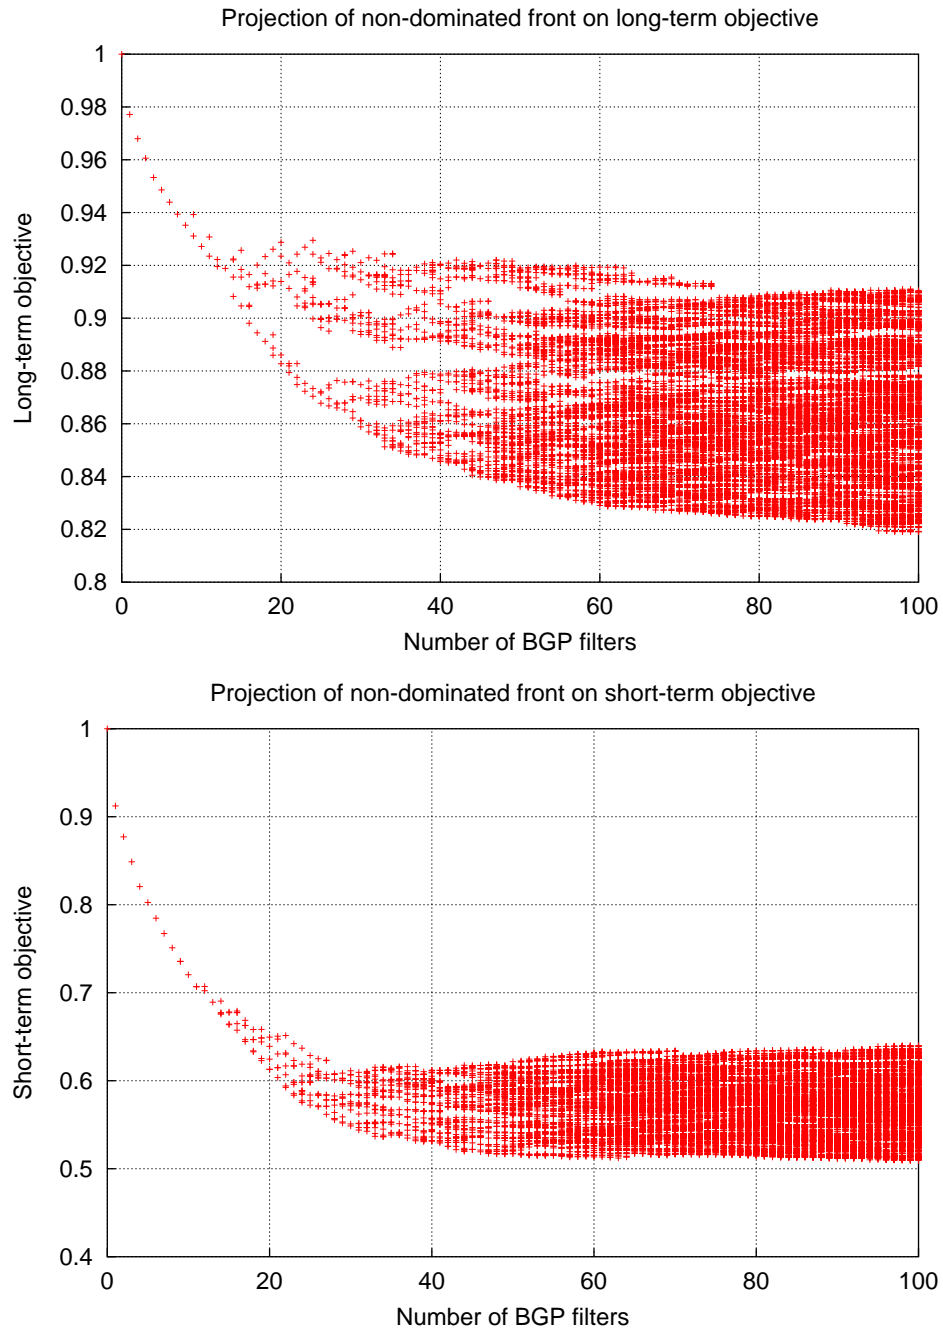 Projection of non-dominated front on long-term objective
1
0.98
0.96
0.94
0.92
0.9
0.88
0.86
0.84
0.82
0.8
Long-term objective
0 20 40 60 80 100
Number of BGP filters
Projection of non-dominated front on short-term objective
1
0.9
0.8
0.7
0.6
0.5
0.4
Short-term objective
0 20 40 60 80 100
Number of BGP filters